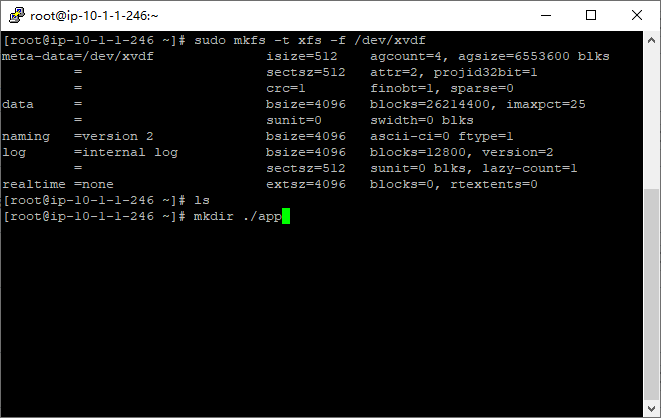 root@ip-10-1-1-246:~
[root@ip-10-1-1-246 ~]# sudo mkfs -t xfs -f /dev/xvdf
meta-data=/dev/xvdf              isize=512    agcount=4, agsize=6553600 blks
         =                       sectsz=512   attr=2, projid32bit=1
         =                       crc=1        finobt=1, sparse=0
data     =                       bsize=4096   blocks=26214400, imaxpct=25
         =                       sunit=0      swidth=0 blks
naming   =version 2              bsize=4096   ascii-ci=0 ftype=1
log      =internal log           bsize=4096   blocks=12800, version=2
         =                       sectsz=512   sunit=0 blks, lazy-count=1
realtime =none                   extsz=4096   blocks=0, rtextents=0
[root@ip-10-1-1-246 ~]# ls
[root@ip-10-1-1-246 ~]# mkdir ./app